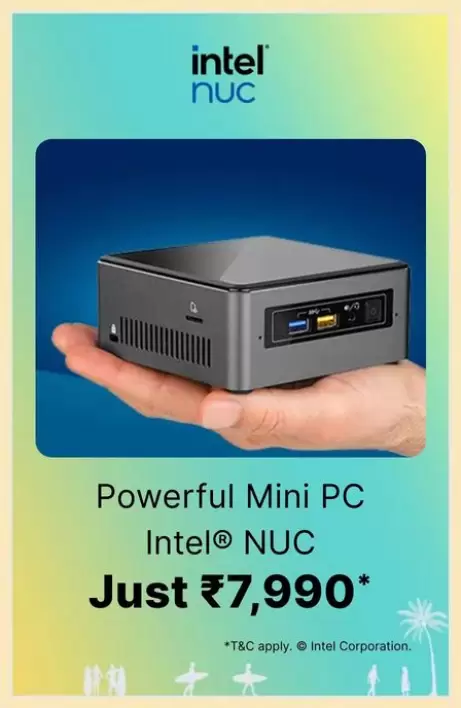 intel®
nuc
Powerful Mini PC
Intel® NUC
Just ₹7,990*
*T&C apply. © Intel Corporation.